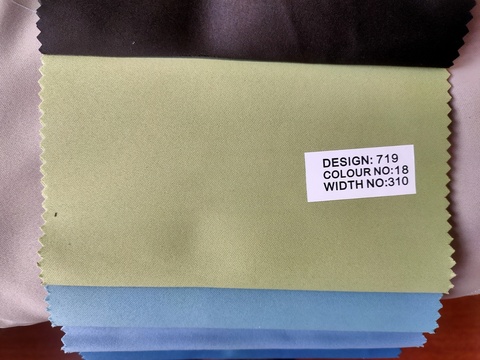 DESIGN: 719
COLOUR NO:18
WIDTH NO:310